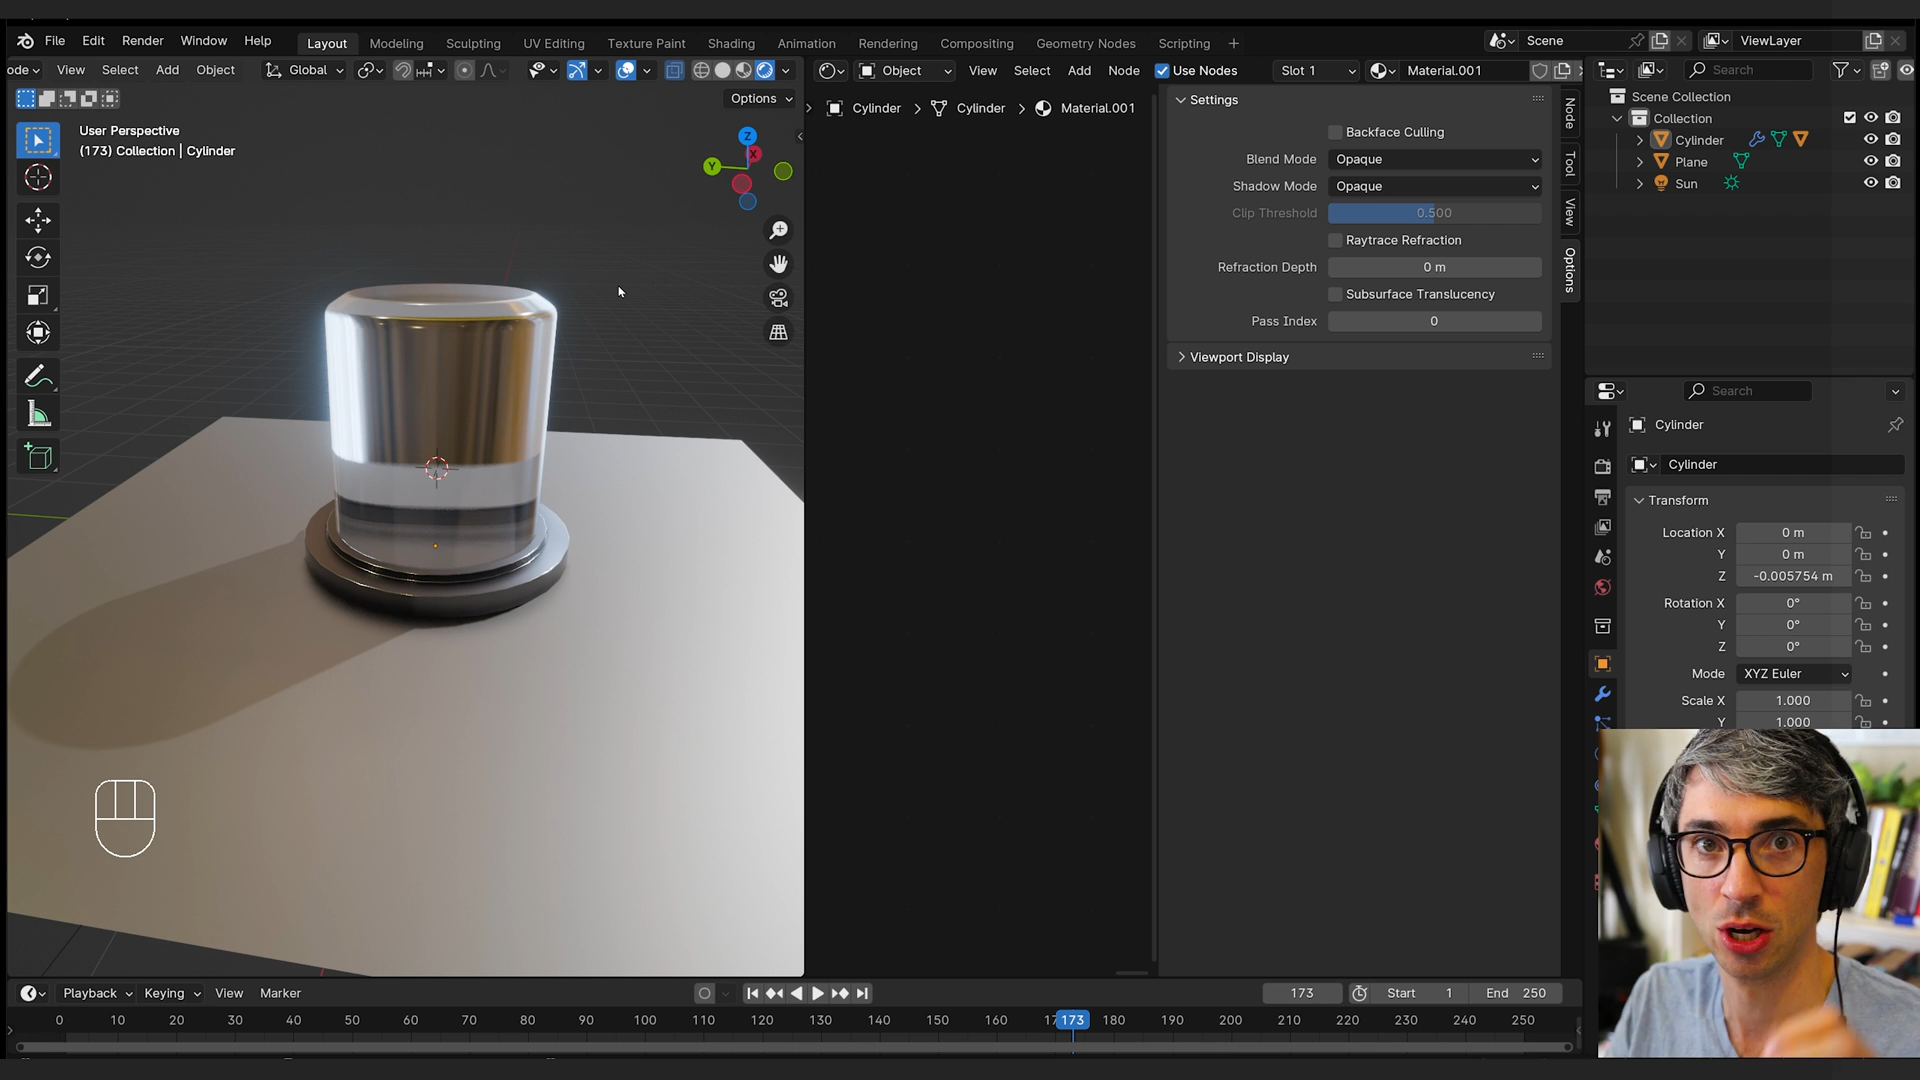 File Edit Render Window Help Layout Modeling Sculpting UV Editing Texture Paint Shading Animation Rendering Compositing Geometry Nodes Scripting + Scene ViewLayer
ode View Select Add Object Global Object View Select Add Node Use Nodes Slot 1 Material.001 Search
Options
User Perspective
(173) Collection | Cylinder
Z
X
Y
Cylinder > Cylinder > Material.001
Settings
Backface Culling
Blend Mode Opaque
Shadow Mode Opaque
Clip Threshold 0.500
Raytrace Refraction
Refraction Depth 0 m
Subsurface Translucency
Pass Index 0
Viewport Display
Node
Tool
View
Options
Scene Collection
Collection
Cylinder
Plane
Sun
Search
Cylinder
Cylinder
Transform
Location X 0 m
Y 0 m
Z -0.005754 m
Rotation X 0°
Y 0°
Z 0°
Mode XYZ Euler
Scale X 1.000
Y 1.000
Playback Keying View Marker 173 Start 1 End 250
0 10 20 30 40 50 60 70 80 90 100 110 120 130 140 150 160 17 173 180 190 200 210 220 230 240 250